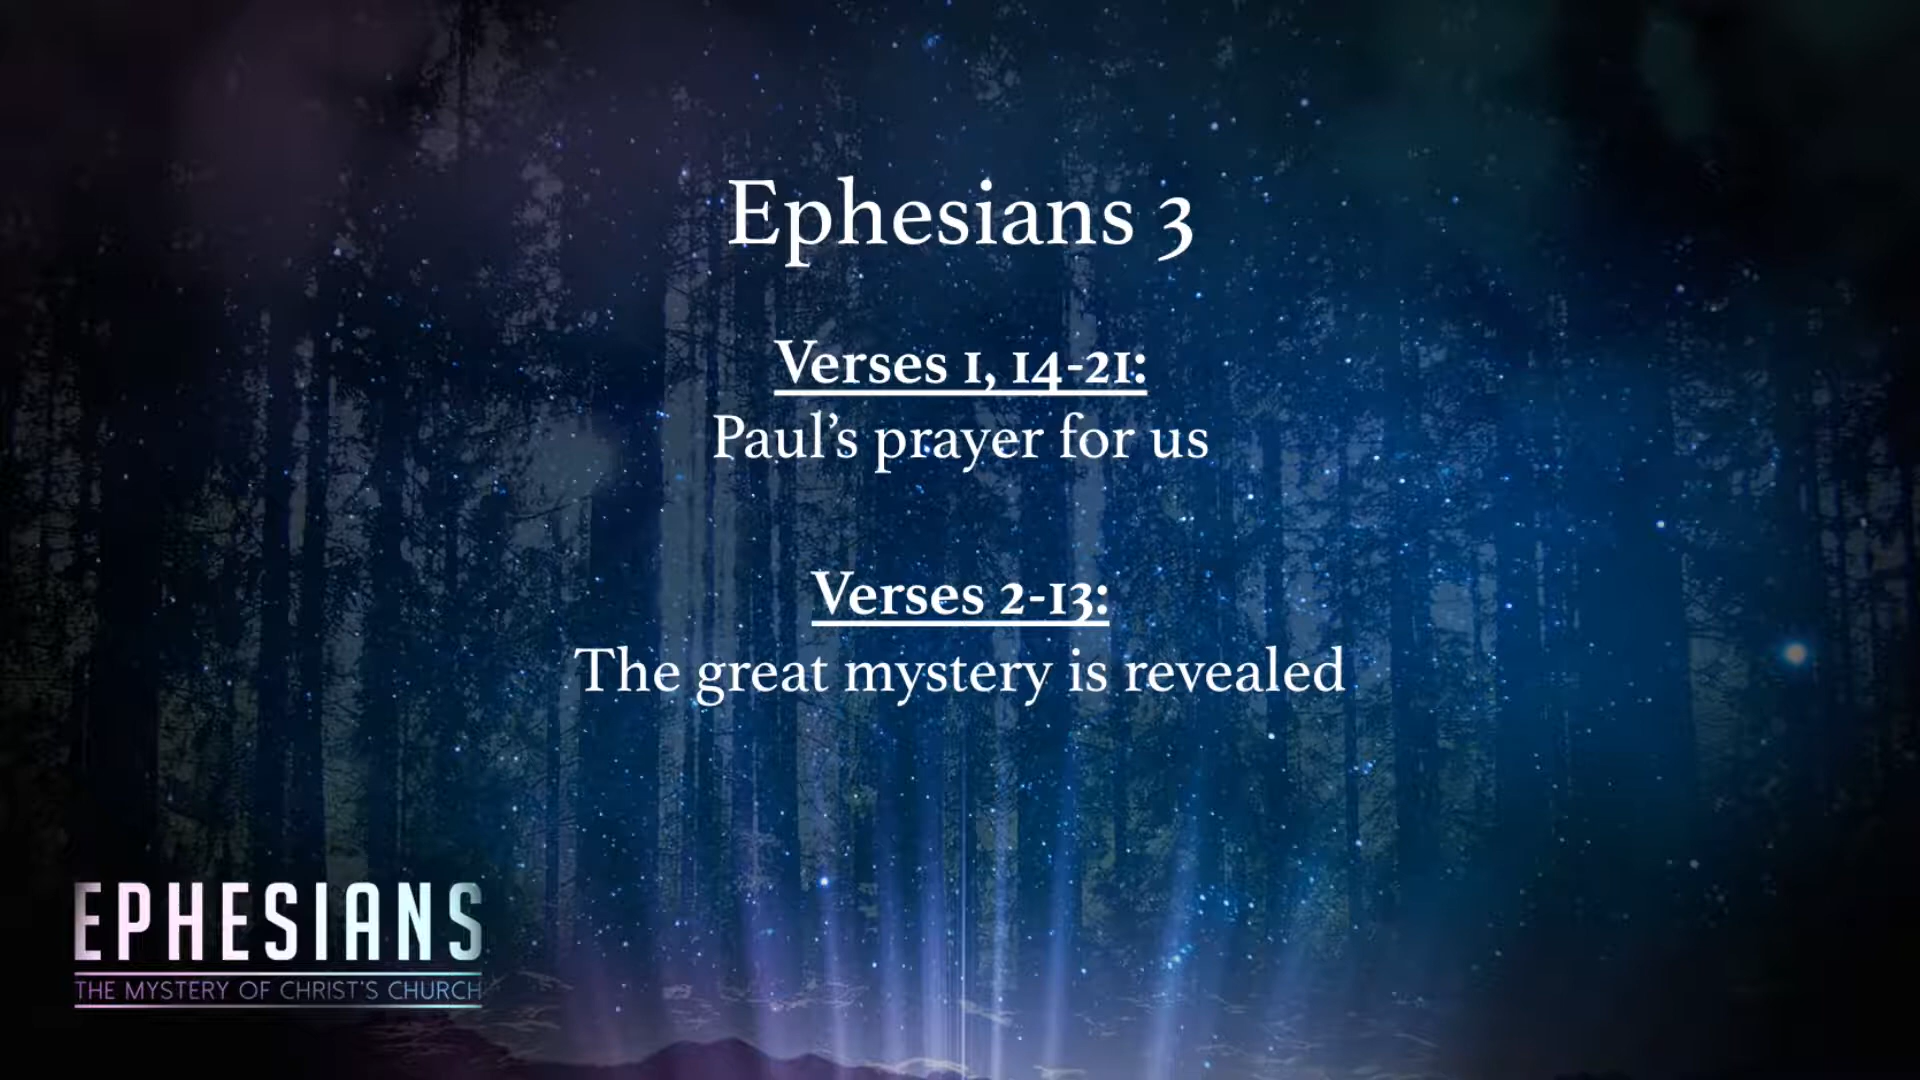 Ephesians 3
Verses 1, 14-21:
Paul’s prayer for us
Verses 2-13:
The great mystery is revealed
EPHESIANS
THE MYSTERY OF CHRIST'S CHURCH